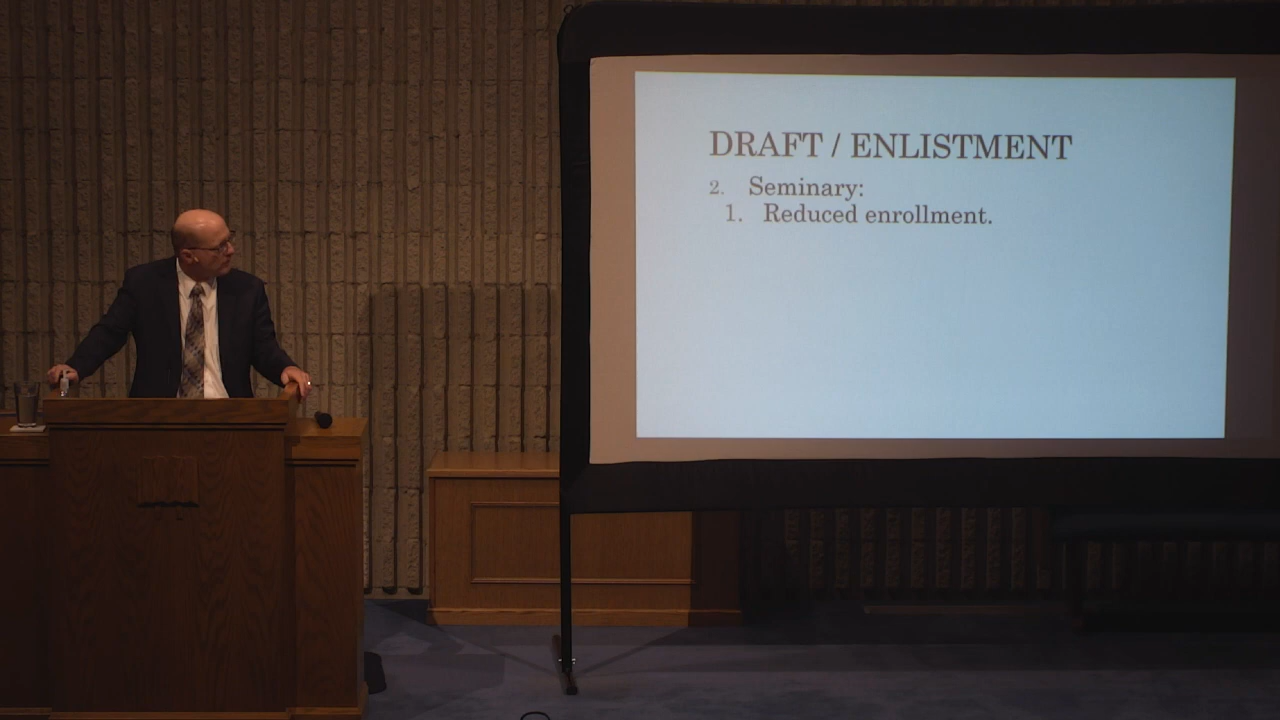 DRAFT / ENLISTMENT
2. Seminary:
1. Reduced enrollment.